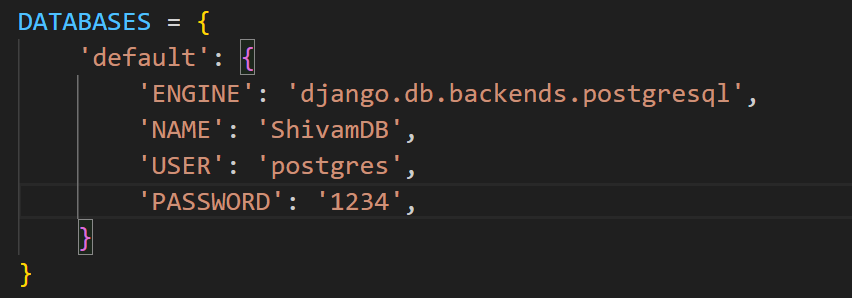 DATABASES = {
    'default': {
        'ENGINE': 'django.db.backends.postgresql',
        'NAME': 'ShivamDB',
        'USER': 'postgres',
        'PASSWORD': '1234',
    }
}